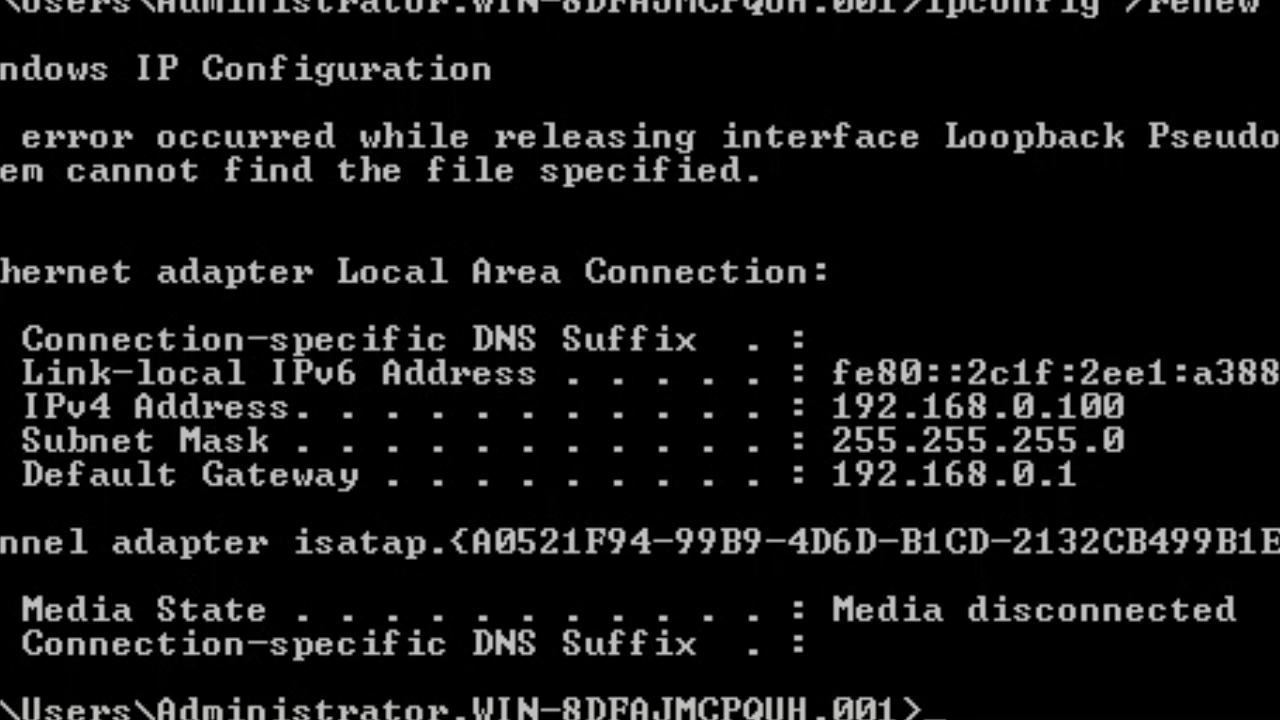 \Users\Administrator.WIN-8DFAJMCPQUH.001>ipconfig /renew
ndows IP Configuration
error occurred while releasing interface Loopback Pseudo
em cannot find the file specified.
hernet adapter Local Area Connection:
Connection-specific DNS Suffix . :
Link-local IPv6 Address . . . . . : fe80::2c1f:2ee1:a388
IPv4 Address. . . . . . . . . . . : 192.168.0.100
Subnet Mask . . . . . . . . . . . : 255.255.255.0
Default Gateway . . . . . . . . . : 192.168.0.1
nnel adapter isatap.{A0521F94-99B9-4D6D-B1CD-2132CB499B1E
Media State . . . . . . . . . . . : Media disconnected
Connection-specific DNS Suffix . :
\Users\Administrator.WIN-8DFAJMCPQUH.001>_